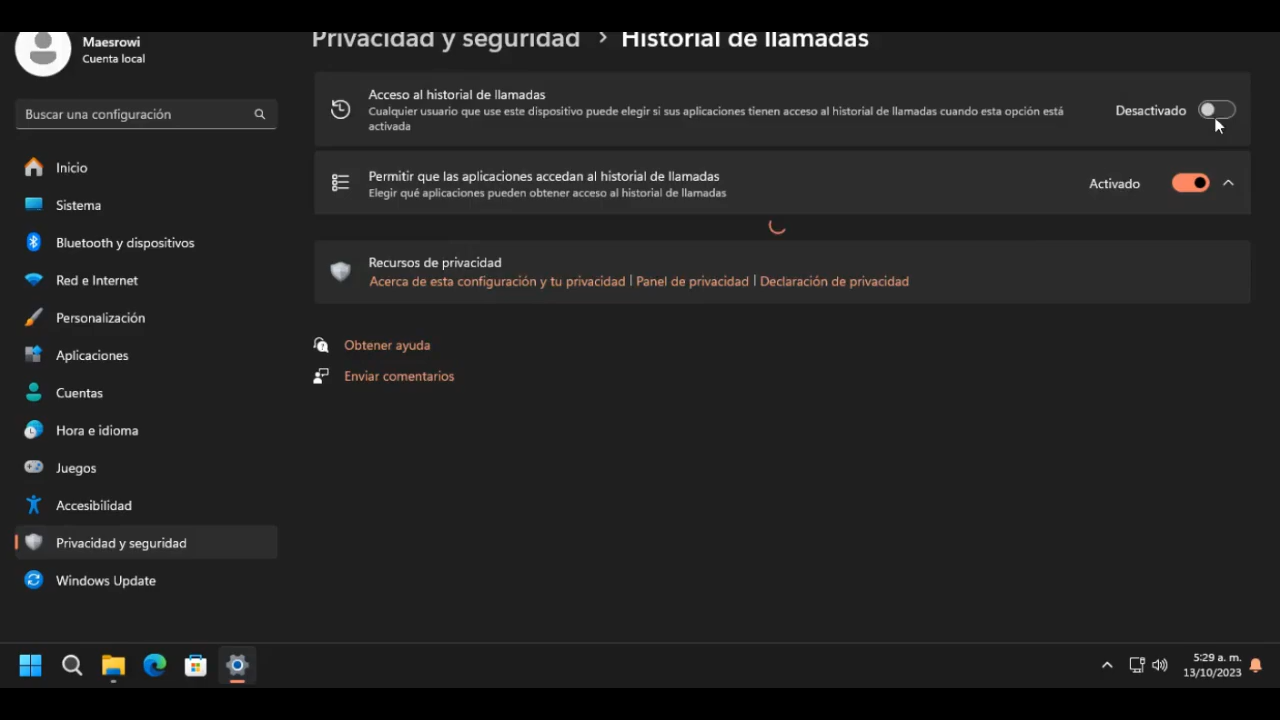 Maesrowi
Cuenta local
Privacidad y seguridad > Historial de llamadas
Buscar una configuración
Acceso al historial de llamadas
Cualquier usuario que use este dispositivo puede elegir si sus aplicaciones tienen acceso al historial de llamadas cuando esta opción está
activada
Desactivado
Permitir que las aplicaciones accedan al historial de llamadas
Elegir qué aplicaciones pueden obtener acceso al historial de llamadas
Activado
Recursos de privacidad
Acerca de esta configuración y tu privacidad | Panel de privacidad | Declaración de privacidad
Obtener ayuda
Enviar comentarios
Inicio
Sistema
Bluetooth y dispositivos
Red e Internet
Personalización
Aplicaciones
Cuentas
Hora e idioma
Juegos
Accesibilidad
Privacidad y seguridad
Windows Update
5:29 a. m.
13/10/2023